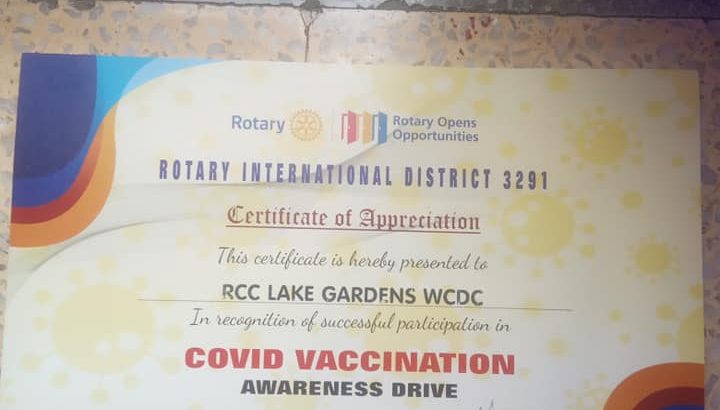 Rotary
Rotary Opens
Opportunities
ROTARY INTERNATIONAL DISTRICT 3291
Certificate of Appreciation
This certificate is hereby presented to
RCC LAKE GARDENS WCDC
In recognition of successful participation in
COVID VACCINATION
AWARENESS DRIVE